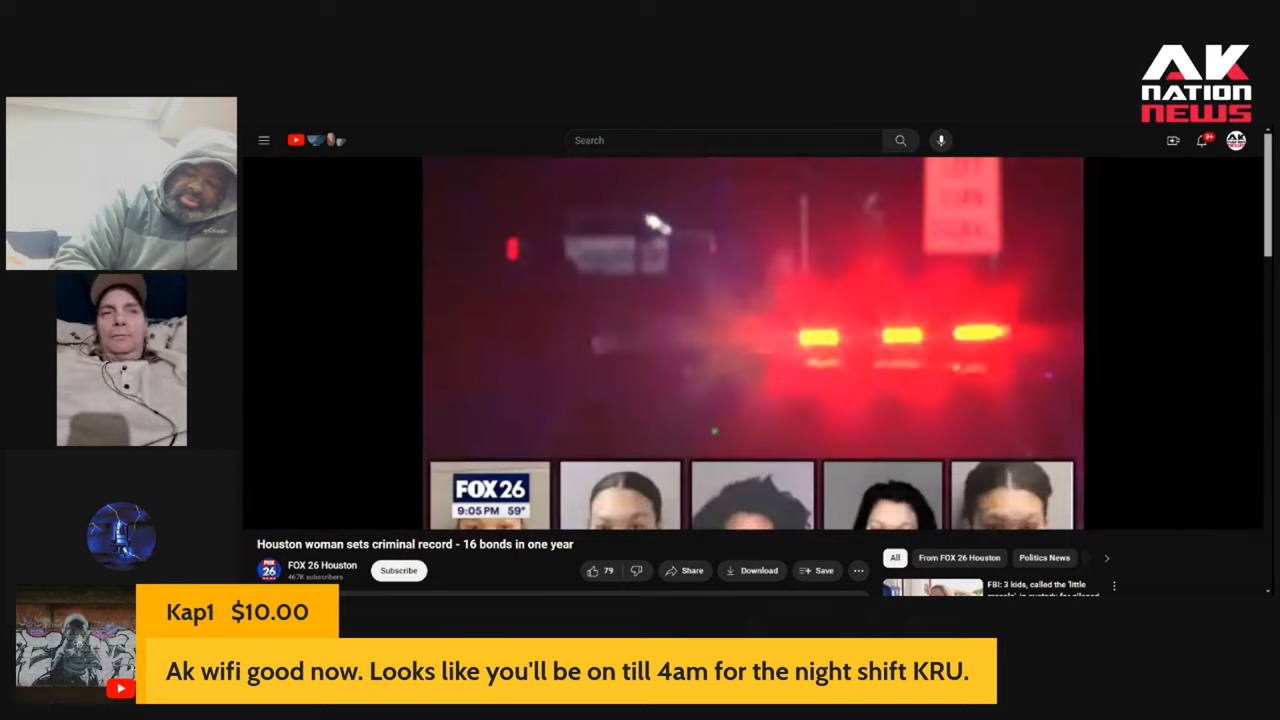 AK
NATION
NEWS
Search
9+
TURN
SIGNAL
FOX 26
9:05 PM 59°
Houston woman sets criminal record - 16 bonds in one year
FOX 26 Houston
467K subscribers
Subscribe
79
Share
Download
Save
All
From FOX 26 Houston
Politics News
FBI: 3 kids, called the 'little
Kap1 $10.00
Ak wifi good now. Looks like you'll be on till 4am for the night shift KRU.